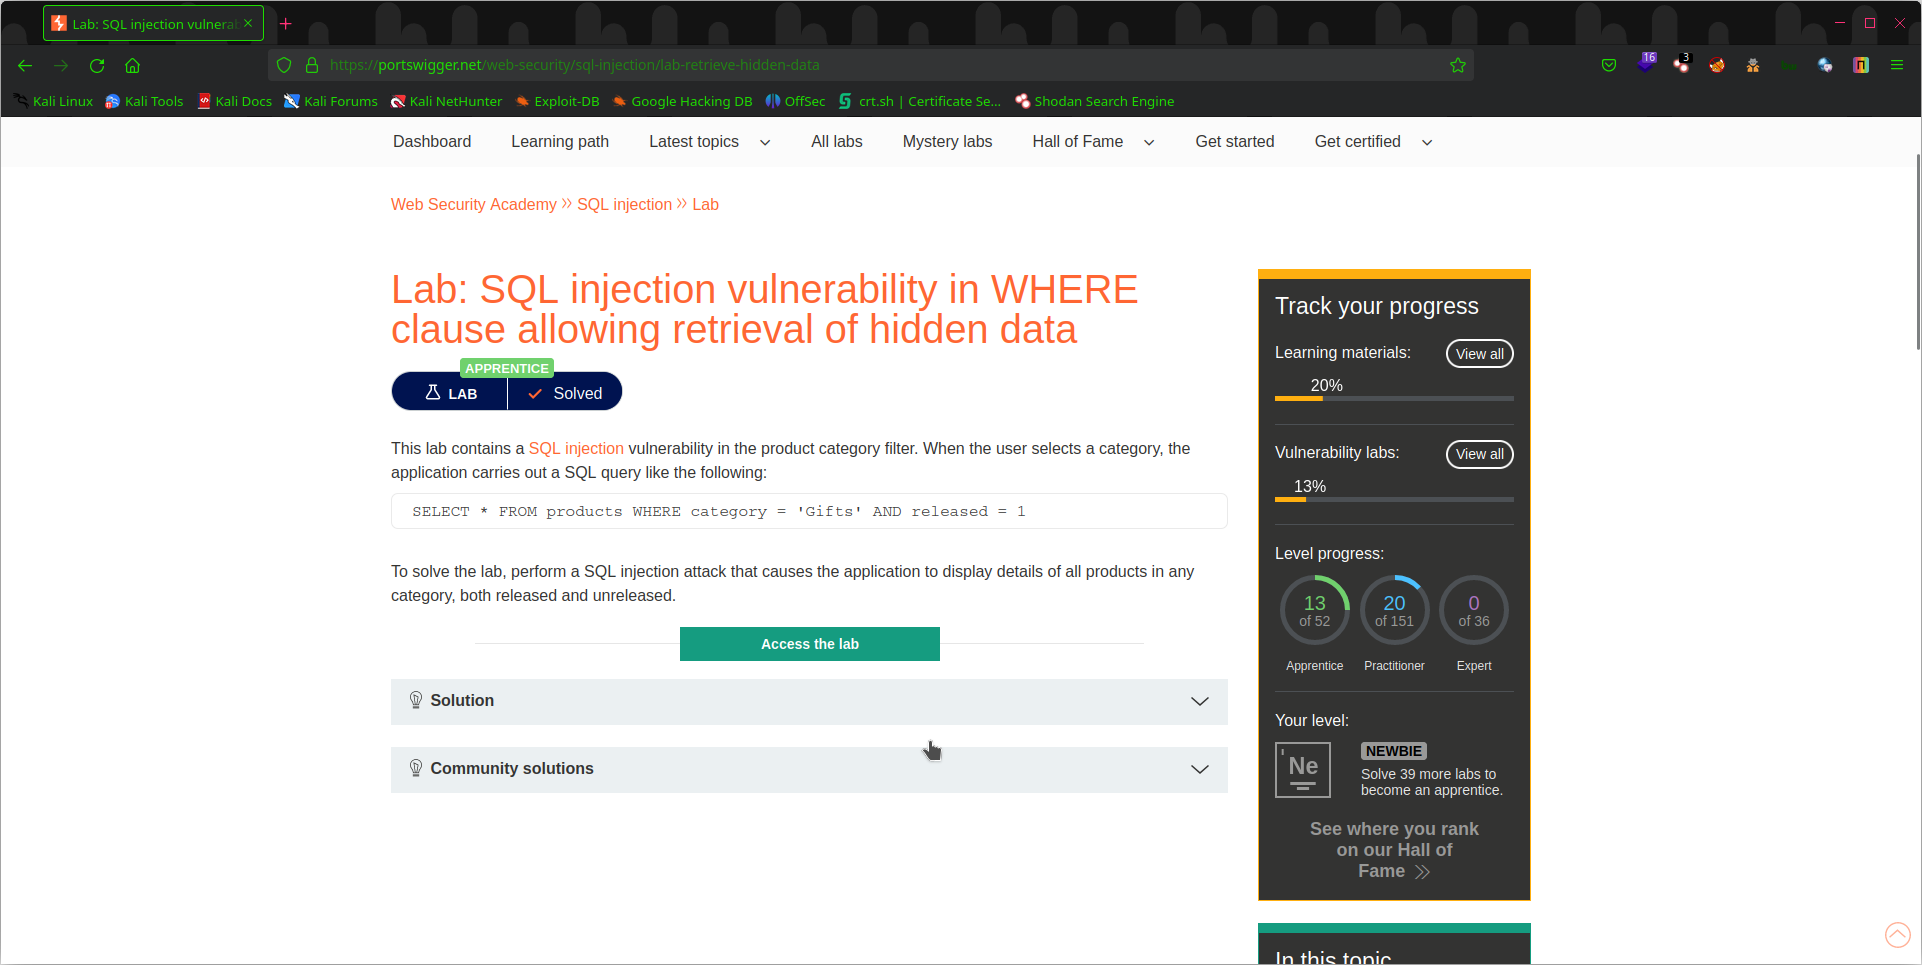 Lab: SQL injection vulnera
https://portswigger.net/web-security/sql-injection/lab-retrieve-hidden-data
16
3
Kali Linux Kali Tools Kali Docs Kali Forums Kali NetHunter Exploit-DB Google Hacking DB OffSec crt.sh | Certificate Se... Shodan Search Engine
Dashboard Learning path Latest topics All labs Mystery labs Hall of Fame Get started Get certified
Web Security Academy » SQL injection » Lab
Lab: SQL injection vulnerability in WHERE
clause allowing retrieval of hidden data
APPRENTICE
LAB Solved
This lab contains a SQL injection vulnerability in the product category filter. When the user selects a category, the
application carries out a SQL query like the following:
SELECT * FROM products WHERE category = 'Gifts' AND released = 1
To solve the lab, perform a SQL injection attack that causes the application to display details of all products in any
category, both released and unreleased.
Access the lab
Solution
Community solutions
Track your progress
Learning materials: View all
20%
Vulnerability labs: View all
13%
Level progress:
13 20 0
of 52 of 151 of 36
Apprentice Practitioner Expert
Your level:
Ne
NEWBIE
Solve 39 more labs to
become an apprentice.
See where you rank
on our Hall of
Fame »
In this topic